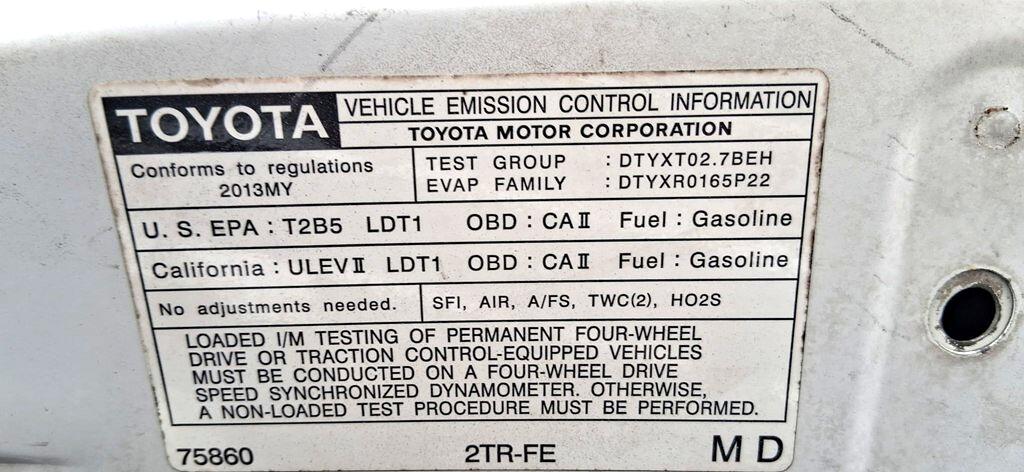 TOYOTA
VEHICLE EMISSION CONTROL INFORMATION
TOYOTA MOTOR CORPORATION
Conforms to regulations
2013MY
TEST GROUP : DTYXT02.7BEH
EVAP FAMILY : DTYXR0165P22
U. S. EPA : T2B5 LDT1 OBD : CAⅡ Fuel : Gasoline
California : ULEVⅡ LDT1 OBD : CAⅡ Fuel : Gasoline
No adjustments needed.
SFI, AIR, A/FS, TWC(2), HO2S
LOADED I/M TESTING OF PERMANENT FOUR-WHEEL
DRIVE OR TRACTION CONTROL-EQUIPPED VEHICLES
MUST BE CONDUCTED ON A FOUR-WHEEL DRIVE
SPEED SYNCHRONIZED DYNAMOMETER. OTHERWISE,
A NON-LOADED TEST PROCEDURE MUST BE PERFORMED.
75860 2TR-FE M D